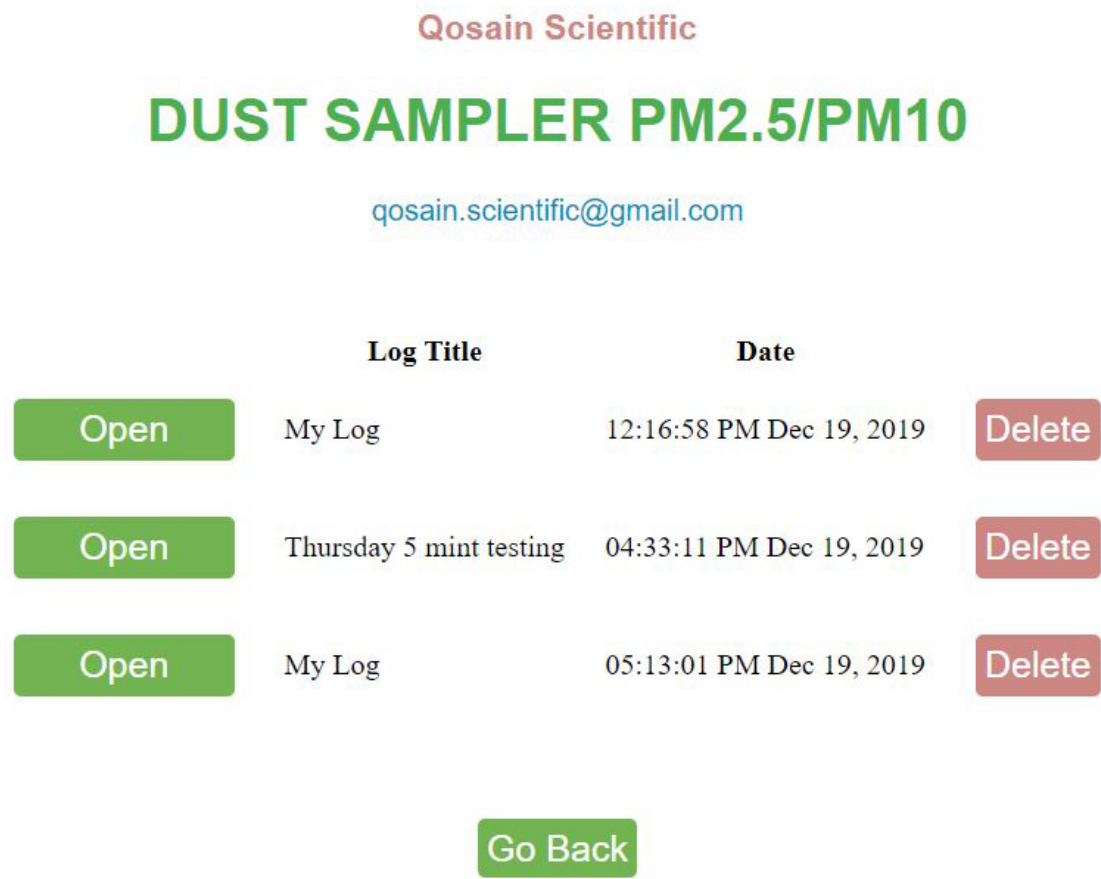 Qosain Scientific
DUST SAMPLER PM2.5/PM10
qosain.scientific@gmail.com
Log Title Date
Open My Log 12:16:58 PM Dec 19, 2019 Delete
Open Thursday 5 mint testing 04:33:11 PM Dec 19, 2019 Delete
Open My Log 05:13:01 PM Dec 19, 2019 Delete
Go Back